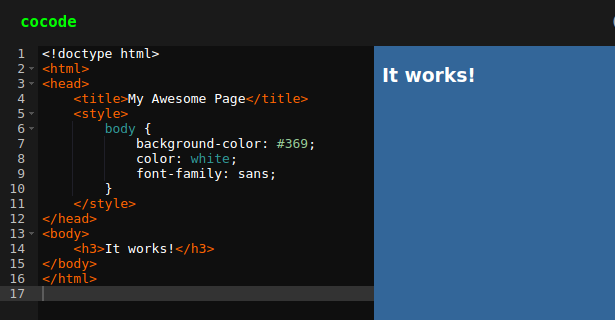 cocode
1 <!doctype html>
2 <html>
3 <head>
4     <title>My Awesome Page</title>
5     <style>
6         body {
7             background-color: #369;
8             color: white;
9             font-family: sans;
10         }
11     </style>
12 </head>
13 <body>
14     <h3>It works!</h3>
15 </body>
16 </html>
17
It works!